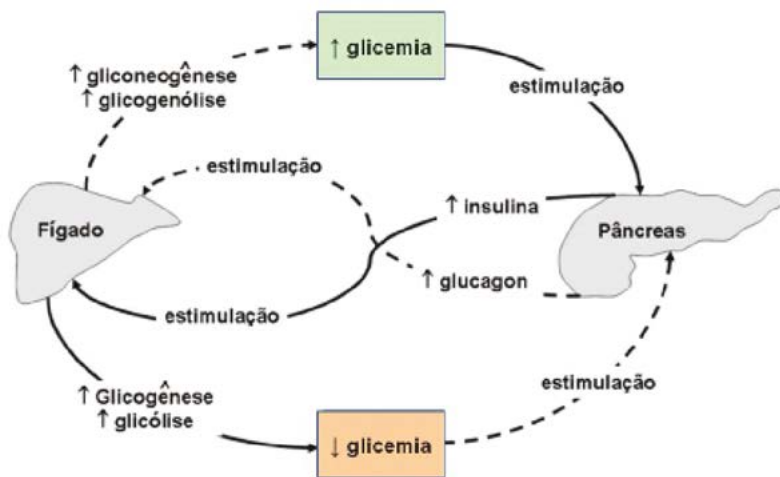 ↑ glicemia
↑ gliconeogênese
↑ glicogenólise
estimulação
estimulação
↑ insulina
Fígado
Pâncreas
↑ glucagon
estimulação
estimulação
↑ Glicogênese
↑ glicólise
↓ glicemia